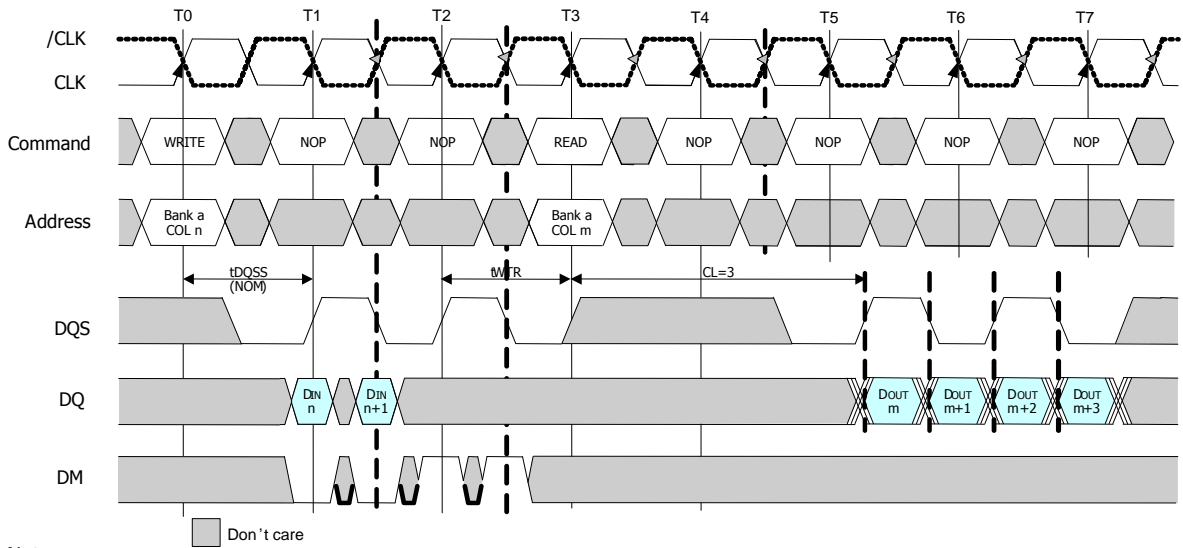 T0 T1 T2 T3 T4 T5 T6 T7
/CLK
CLK
Command WRITE NOP NOP READ NOP NOP NOP NOP
Address Bank a COL n Bank a COL m
tDQSS (NOM) tWTR CL=3
DQS
DQ DIN n DIN n+1 DOUT m DOUT m+1 DOUT m+2 DOUT m+3
DM
Don't care